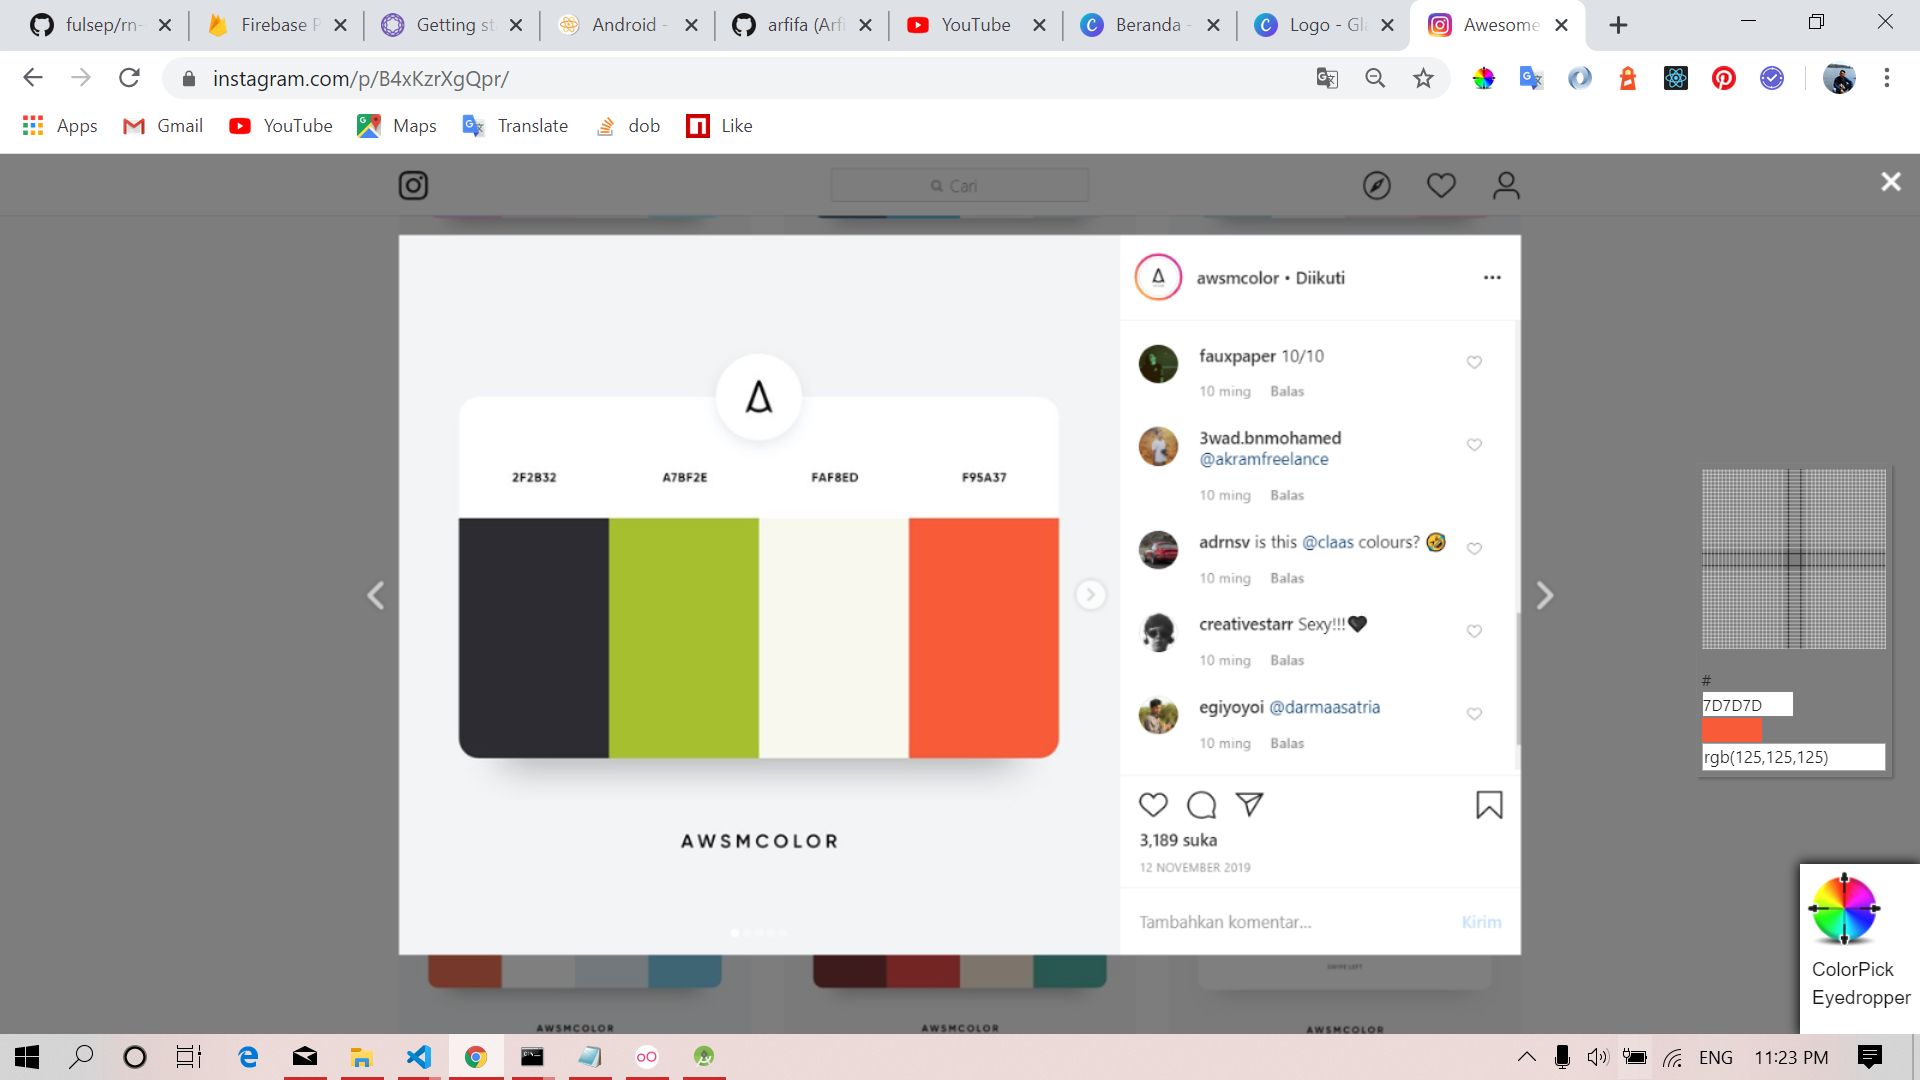 fulsep/rn-
Firebase P
Getting st
Android -
arfifa (Arfi
YouTube
Beranda -
Logo - Gla
Awesome
instagram.com/p/B4xKzrXgQpr/
Apps
Gmail
YouTube
Maps
Translate
dob
Like
Cari
awsmcolor • Diikuti
fauxpaper 10/10
10 ming Balas
3wad.bnmohamed
@akramfreelance
10 ming Balas
adrnsv is this @claas colours? 🤣
10 ming Balas
creativestarr Sexy!!!🖤
10 ming Balas
egiyoyoi @darmaasatria
10 ming Balas
3,189 suka
12 NOVEMBER 2019
Tambahkan komentar...
Kirim
2F2B32
A7BF2E
FAF8ED
F95A37
AWSMCOLOR
#
7D7D7D
rgb(125,125,125)
ColorPick
Eyedropper
SWIPE LEFT
AWSMCOLOR
AWSMCOLOR
AWSMCOLOR
ENG
11:23 PM